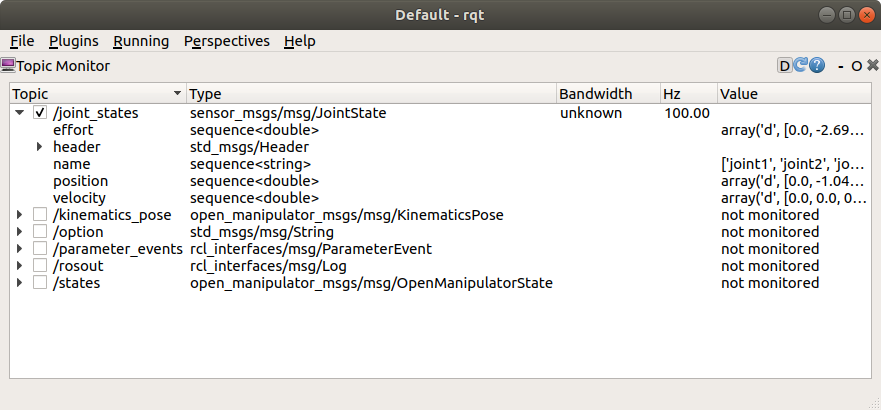 Default - rqt
File Plugins Running Perspectives Help
Topic Monitor D ? - O
Topic Type Bandwidth Hz Value
/joint_states sensor_msgs/msg/JointState unknown 100.00
effort sequence<double> array('d', [0.0, -2.69...
header std_msgs/Header
name sequence<string> ['joint1', 'joint2', 'jo...
position sequence<double> array('d', [0.0, -1.04...
velocity sequence<double> array('d', [0.0, 0.0, 0...
/kinematics_pose open_manipulator_msgs/msg/KinematicsPose not monitored
/option std_msgs/msg/String not monitored
/parameter_events rcl_interfaces/msg/ParameterEvent not monitored
/rosout rcl_interfaces/msg/Log not monitored
/states open_manipulator_msgs/msg/OpenManipulatorState not monitored